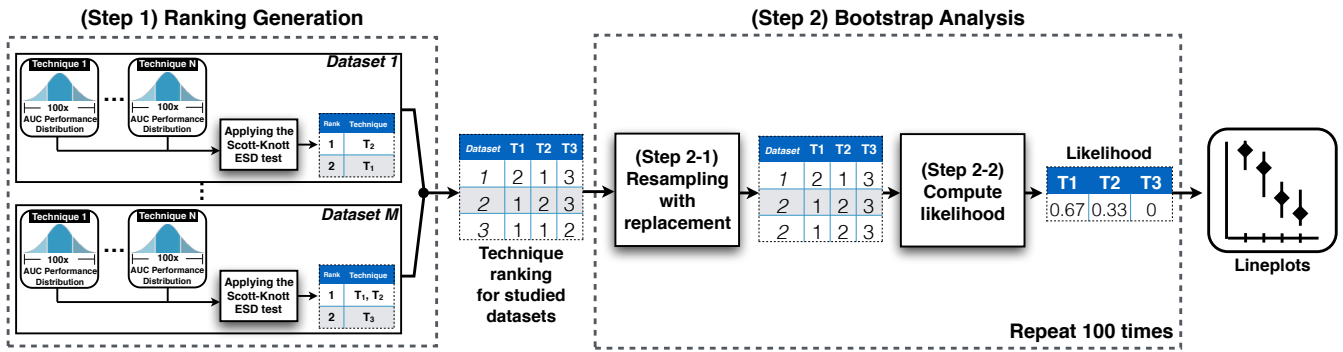 (Step 1) Ranking Generation
Dataset 1
Technique 1
Technique N
...
100x
100x
AUC Performance
Distribution
AUC Performance
Distribution
Applying the
Scott-Knott
ESD test
Rank Technique
1 T2
2 T1
Dataset M
Technique 1
Technique N
...
100x
100x
AUC Performance
Distribution
AUC Performance
Distribution
Applying the
Scott-Knott
ESD test
Rank Technique
1 T1, T2
2 T3
Dataset T1 T2 T3
1 2 1 3
2 1 2 3
3 1 1 2
Technique
ranking
for studied
datasets
(Step 2) Bootstrap Analysis
(Step 2-1)
Resampling
with
replacement
Dataset T1 T2 T3
1 2 1 3
2 1 2 3
2 1 2 3
(Step 2-2)
Compute
likelihood
Likelihood
T1 T2 T3
0.67 0.33 0
Repeat 100 times
Lineplots